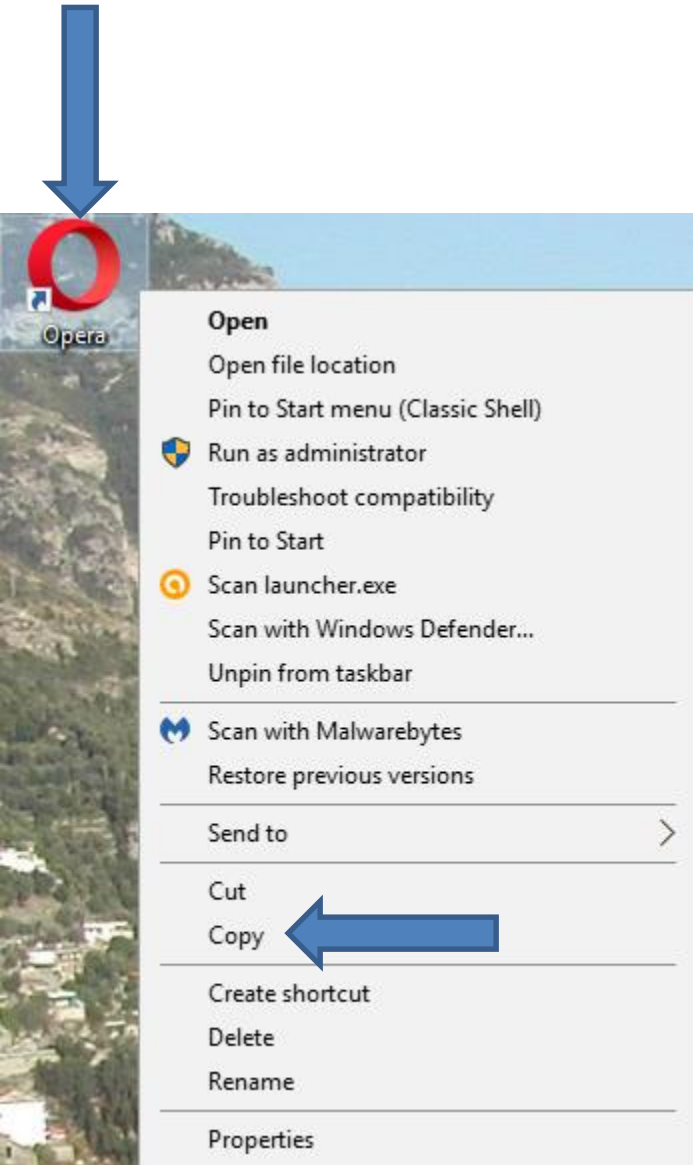 Opera
Open
Open file location
Pin to Start menu (Classic Shell)
Run as administrator
Troubleshoot compatibility
Pin to Start
Scan launcher.exe
Scan with Windows Defender...
Unpin from taskbar
Scan with Malwarebytes
Restore previous versions
Send to
Cut
Copy
Create shortcut
Delete
Rename
Properties